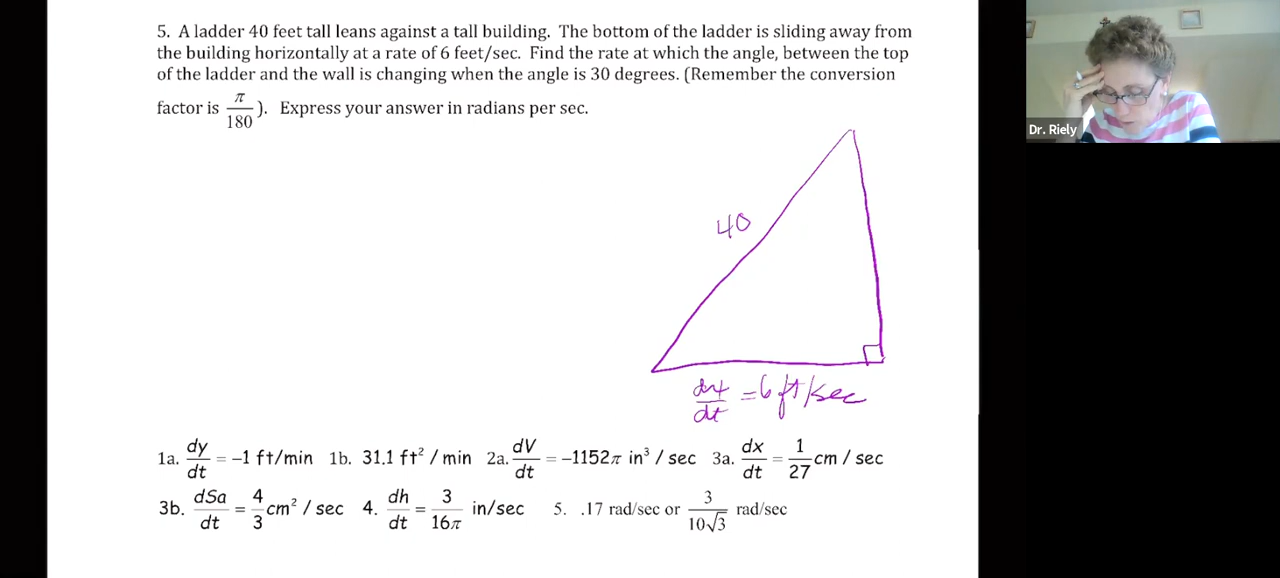 5. A ladder 40 feet tall leans against a tall building. The bottom of the ladder is sliding away from
the building horizontally at a rate of 6 feet/sec. Find the rate at which the angle, between the top
of the ladder and the wall is changing when the angle is 30 degrees. (Remember the conversion
factor is π/180 ). Express your answer in radians per sec.
Dr. Riely
40
dx/dt = 6 ft/sec
1a. dy/dt = −1 ft/min 1b. 31.1 ft² / min 2a. dV/dt = −1152π in³ / sec 3a. dx/dt = 1/27 cm / sec
3b. dSa/dt = 4/3 cm² / sec 4. dh/dt = 3/16π in/sec 5. .17 rad/sec or 3/10√3 rad/sec